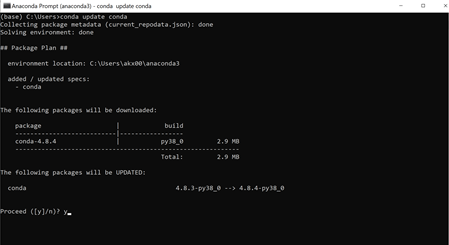 Anaconda Prompt (anaconda3) - conda update conda
(base) C:\Users>conda update conda
Collecting package metadata (current_repodata.json): done
Solving environment: done
## Package Plan ##
environment location: C:\Users\akx00\anaconda3
added / updated specs:
- conda
The following packages will be downloaded:
package | build
---------------------------|-----------------
conda-4.8.4 | py38_0 2.9 MB
------------------------------------------------------------
Total: 2.9 MB
The following packages will be UPDATED:
conda 4.8.3-py38_0 --> 4.8.4-py38_0
Proceed ([y]/n)? y